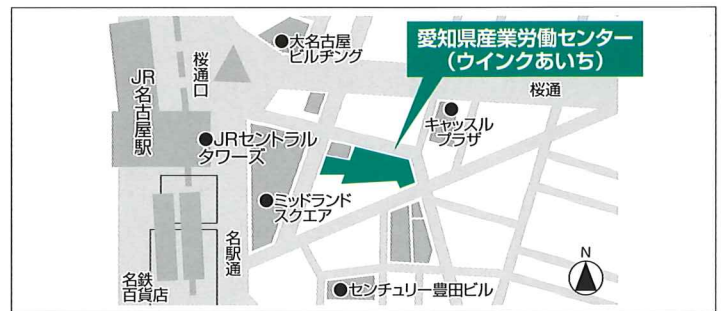 大名古屋
ビルヂング
愛知県産業労働センター
(ウインクあいち)
桜通口
桜通
JR名古屋駅
キャッスル
プラザ
JRセントラル
タワーズ
ミッドランド
スクエア
名駅通
N
名鉄
百貨店
センチュリー豊田ビル